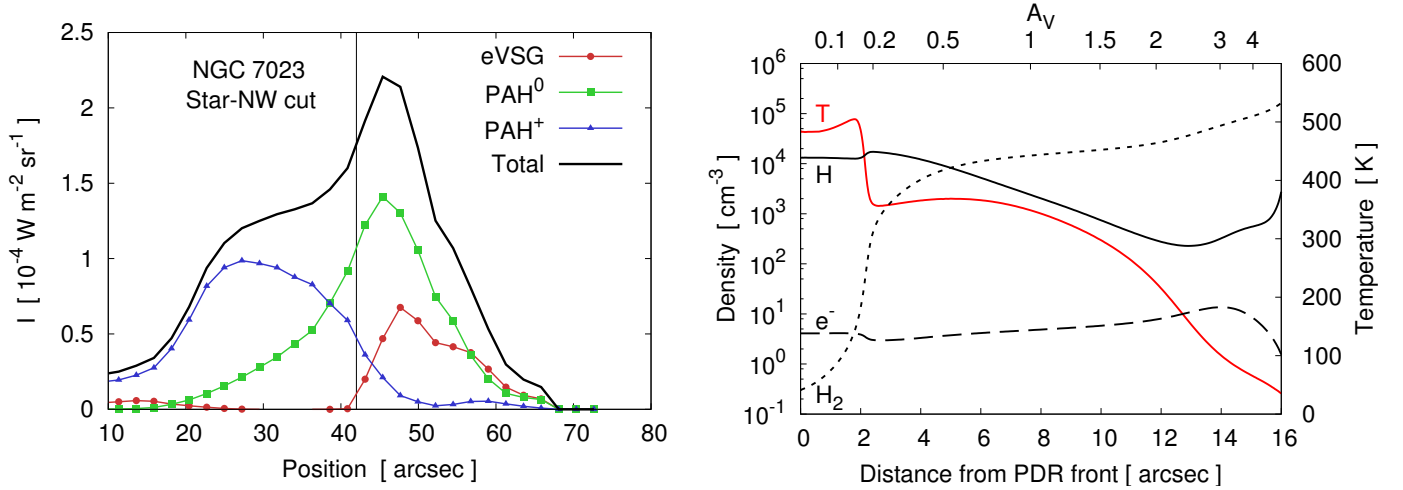 NGC 7023
Star-NW cut
eVSG
PAH⁰
PAH⁺
Total
I [ 10⁻⁴ W m⁻² sr⁻¹ ]
2.5
2
1.5
1
0.5
0
10 20 30 40 50 60 70 80
Position [ arcsec ]
A_V
0.1 0.2 0.5 1 1.5 2 3 4
Density [ cm⁻³ ]
10⁶
10⁵
10⁴
10³
10²
10¹
10⁰
10⁻¹
T
H
e⁻
H₂
600
500
400
300
200
100
0
Temperature [ K ]
0 2 4 6 8 10 12 14 16
Distance from PDR front [ arcsec ]